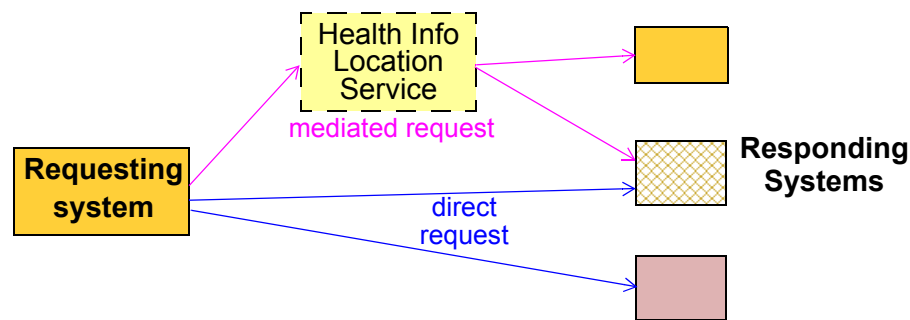 Health Info
Location
Service
mediated request
Requesting
system
Responding
Systems
direct
request